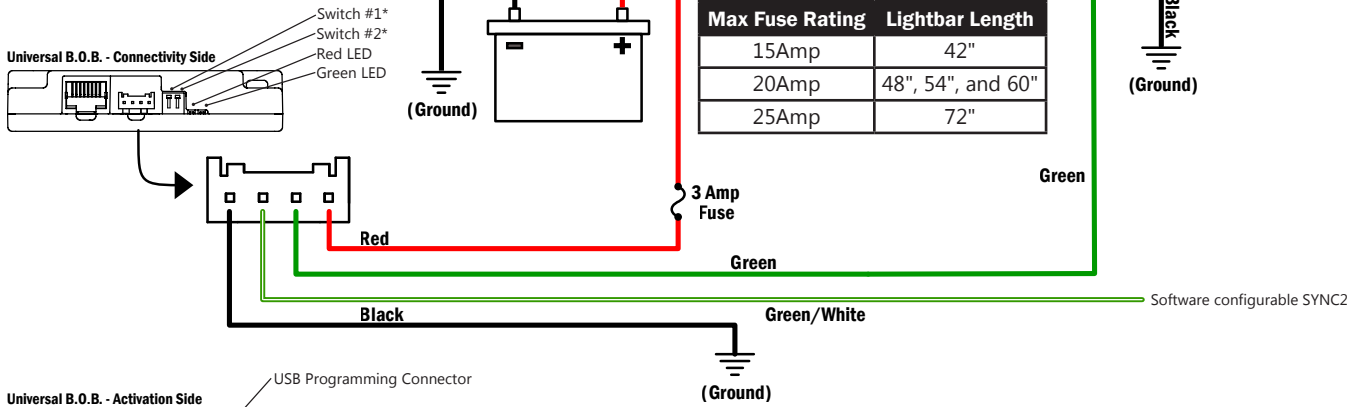 Switch #1*
Switch #2*
Red LED
Green LED
Universal B.O.B. - Connectivity Side
(Ground)
Max Fuse Rating Lightbar Length
15Amp 42"
20Amp 48", 54", and 60"
25Amp 72"
Black
(Ground)
Green
3 Amp
Fuse
Red
Green
Software configurable SYNC2
Black
Green/White
(Ground)
USB Programming Connector
Universal B.O.B. - Activation Side